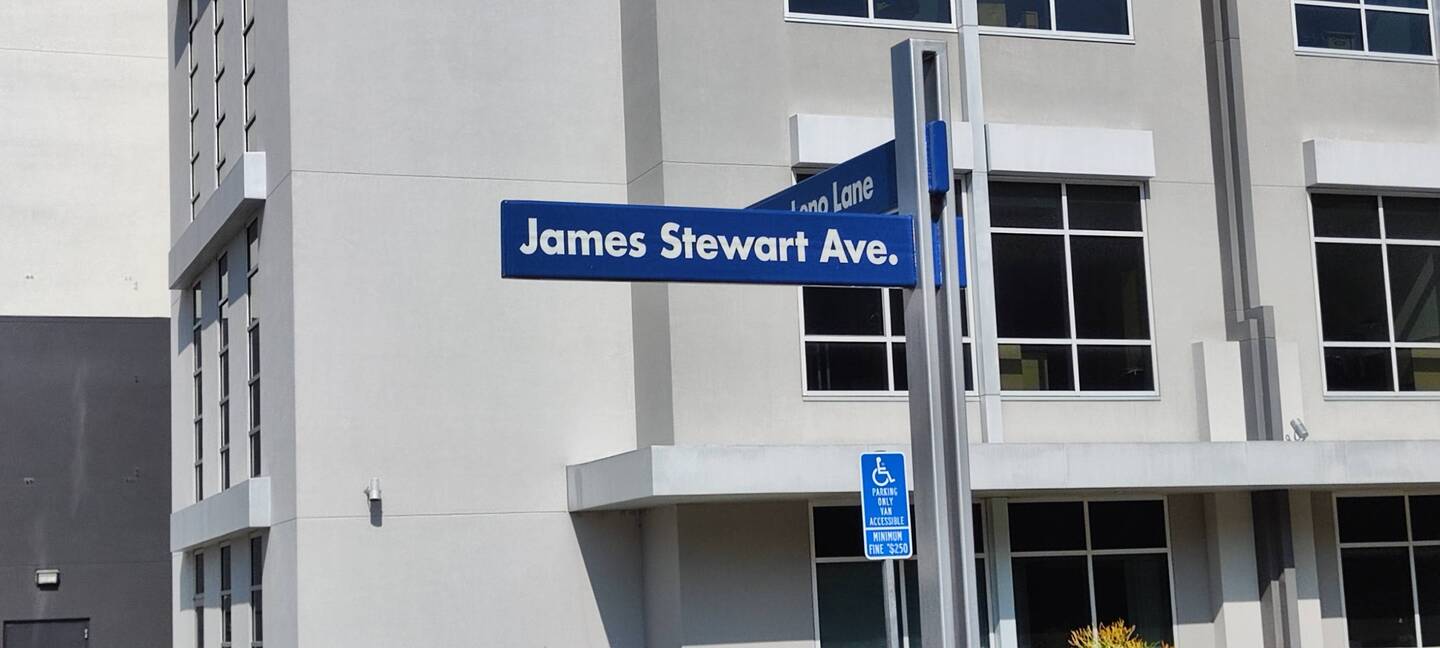 Lane
James Stewart Ave.
PARKING
ONLY
VAN
ACCESSIBLE
MINIMUM
FINE $250